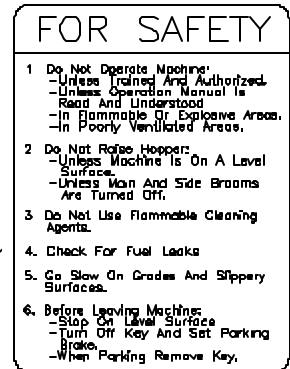 FOR SAFETY
1 Do Not Operate Machine:
-Unless Trained And Authorized.
-Unless Operation Manual Is
Read And Understood
-In Flammable Or Explosive Areas.
-In Poorly Ventilated Areas.
2 Do Not Raise Hopper:
-Unless Machine Is On A Level
Surface.
-Unless Main And Side Brooms
Are Turned Off.
3 Do Not Use Flammable Cleaning
Agents.
4. Check For Fuel Leaks
5. Go Slow On Grades And Slippery
Surfaces.
6. Before Leaving Machine:
-Stop On Level Surface
-Turn Off Key And Set Parking
Brake.
-When Parking Remove Key.